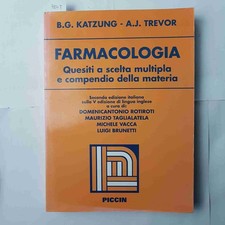 B.G. KATZUNG · A.J. TREVOR
FARMACOLOGIA
Quesiti a scelta multipla
e compendio della materia
Seconda edizione italiana
sulla V edizione di lingua inglese
a cura di:
DOMENICANTONIO ROTIROTI
MAURIZIO TAGLIALATELA
MICHELE VACCA
LUIGI BRUNETTI
PICCIN